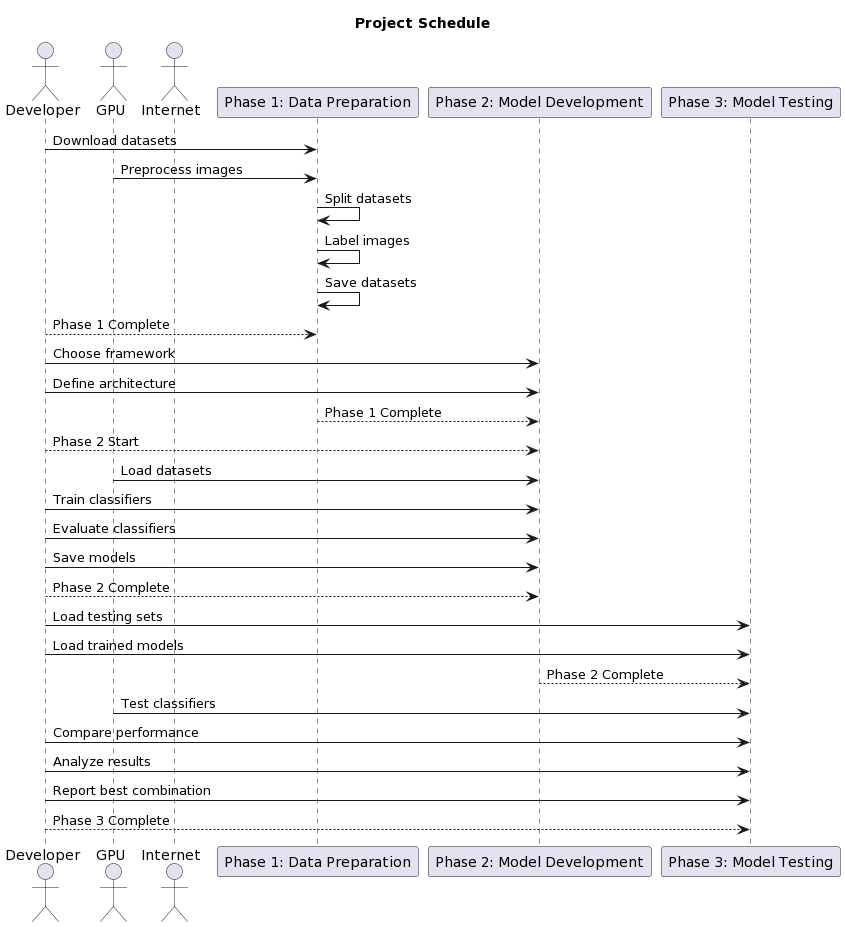 Project Schedule
Developer GPU Internet Phase 1: Data Preparation Phase 2: Model Development Phase 3: Model Testing
Download datasets
Preprocess images
Split datasets
Label images
Save datasets
Phase 1 Complete
Choose framework
Define architecture
Phase 1 Complete
Phase 2 Start
Load datasets
Train classifiers
Evaluate classifiers
Save models
Phase 2 Complete
Load testing sets
Load trained models
Phase 2 Complete
Test classifiers
Compare performance
Analyze results
Report best combination
Phase 3 Complete
Developer GPU Internet Phase 1: Data Preparation Phase 2: Model Development Phase 3: Model Testing